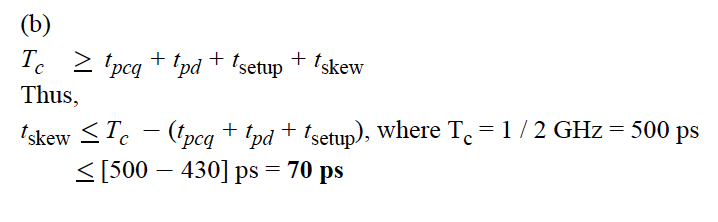 (b)
Tc ≥ tpcq + tpd + tsetup + tskew
Thus,
tskew ≤ Tc − (tpcq + tpd + tsetup), where Tc = 1 / 2 GHz = 500 ps
≤ [500 – 430] ps = 70 ps